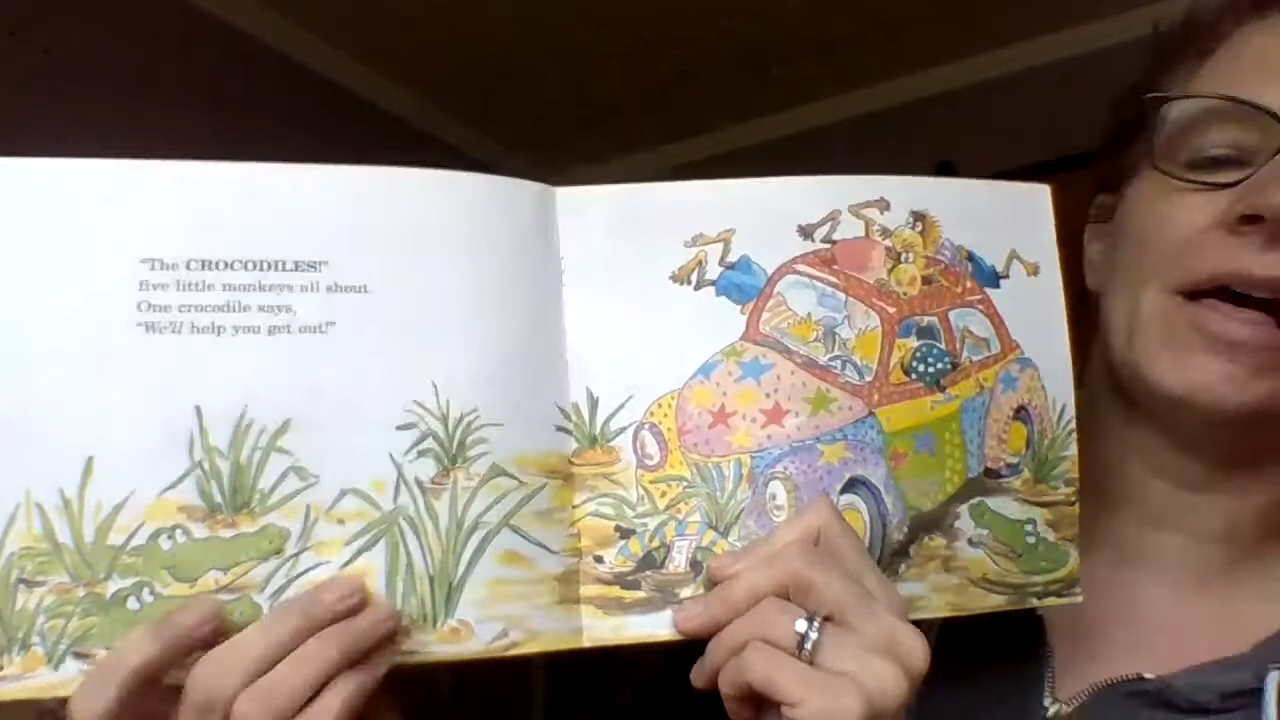 "The CROCODILES!"
five little monkeys all shout.
One crocodile says,
"We'll help you get out!"